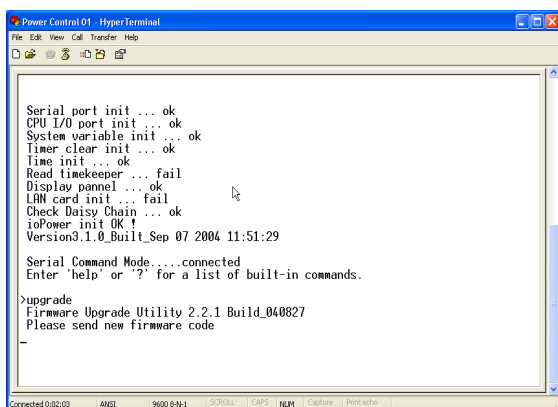 Power Control 01 - HyperTerminal
File Edit View Call Transfer Help
Serial port init ... ok
CPU I/O port init ... ok
System variable init ... ok
Timer clear init ... ok
Time init ... ok
Read timekeeper ... fail
Display pannel ... ok
LAN card init ... fail
Check Daisy Chain ... ok
ioPower init OK !
Version3.1.0_Built_Sep 07 2004 11:51:29
Serial Command Mode.....connected
Enter 'help' or '?' for a list of built-in commands.
>upgrade
Firmware Upgrade Utility 2.2.1 Build_040827
Please send new firmware code
_
Connected 0:02:03 ANSI 9600 8-N-1 SCROLL CAPS NUM Capture Print echo